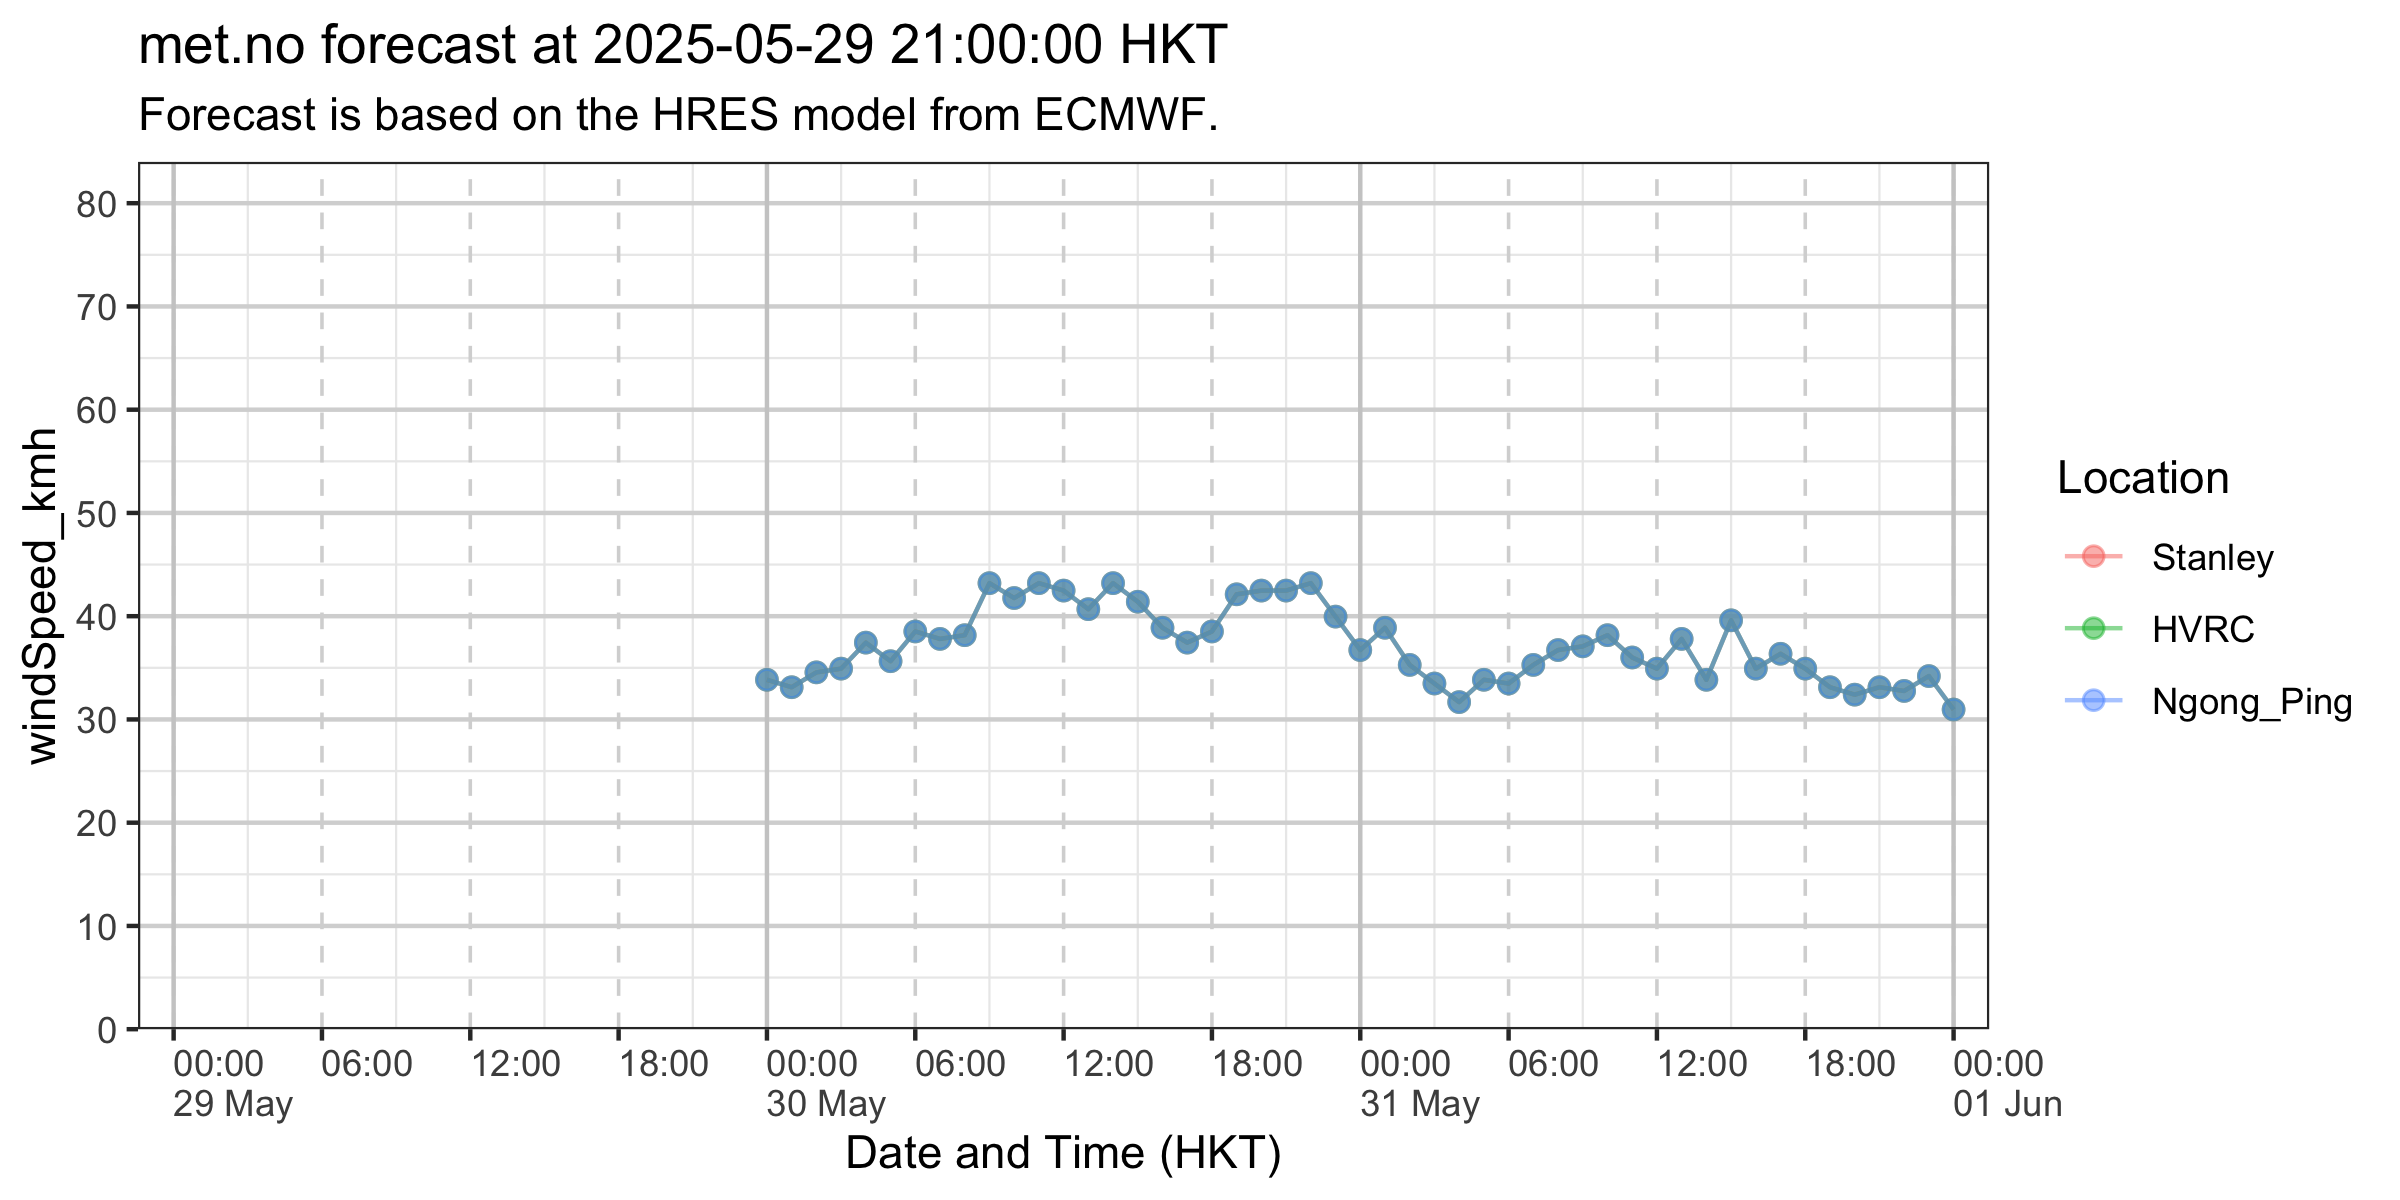 met.no forecast at 2025-05-29 21:00:00 HKT
Forecast is based on the HRES model from ECMWF.
windSpeed_kmh
80
70
60
50
40
30
20
10
0
00:00 06:00 12:00 18:00 00:00 06:00 12:00 18:00 00:00 06:00 12:00 18:00 00:00
29 May 30 May 31 May 01 Jun
Date and Time (HKT)
Location
Stanley
HVRC
Ngong_Ping